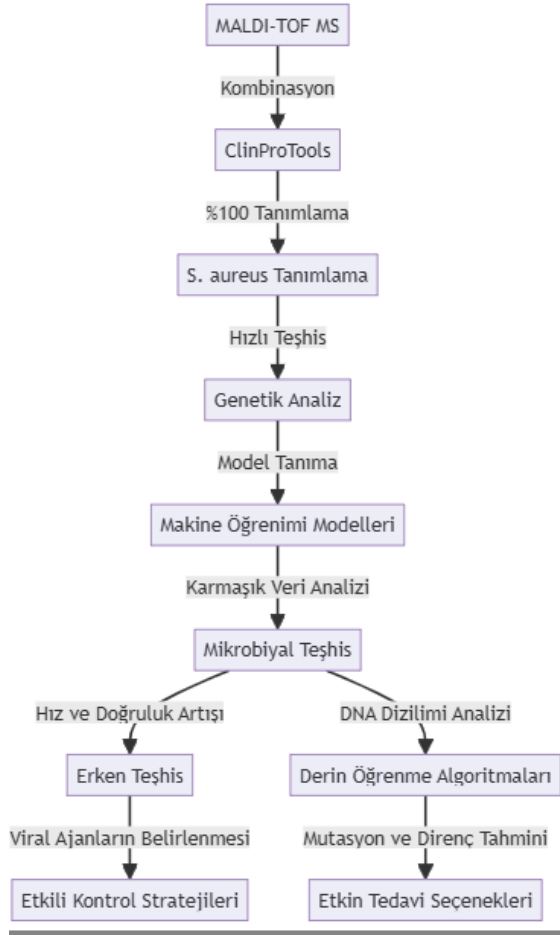 MALDI-TOF MS
Kombinasyon
ClinProTools
%100 Tanımlama
S. aureus Tanımlama
Hızlı Teşhis
Genetik Analiz
Model Tanıma
Makine Öğrenimi Modelleri
Karmaşık Veri Analizi
Mikrobiyal Teşhis
Hız ve Doğruluk Artışı
DNA Dizilimi Analizi
Erken Teşhis
Derin Öğrenme Algoritmaları
Viral Ajanların Belirlenmesi
Mutasyon ve Direnç Tahmini
Etkili Kontrol Stratejileri
Etkin Tedavi Seçenekleri